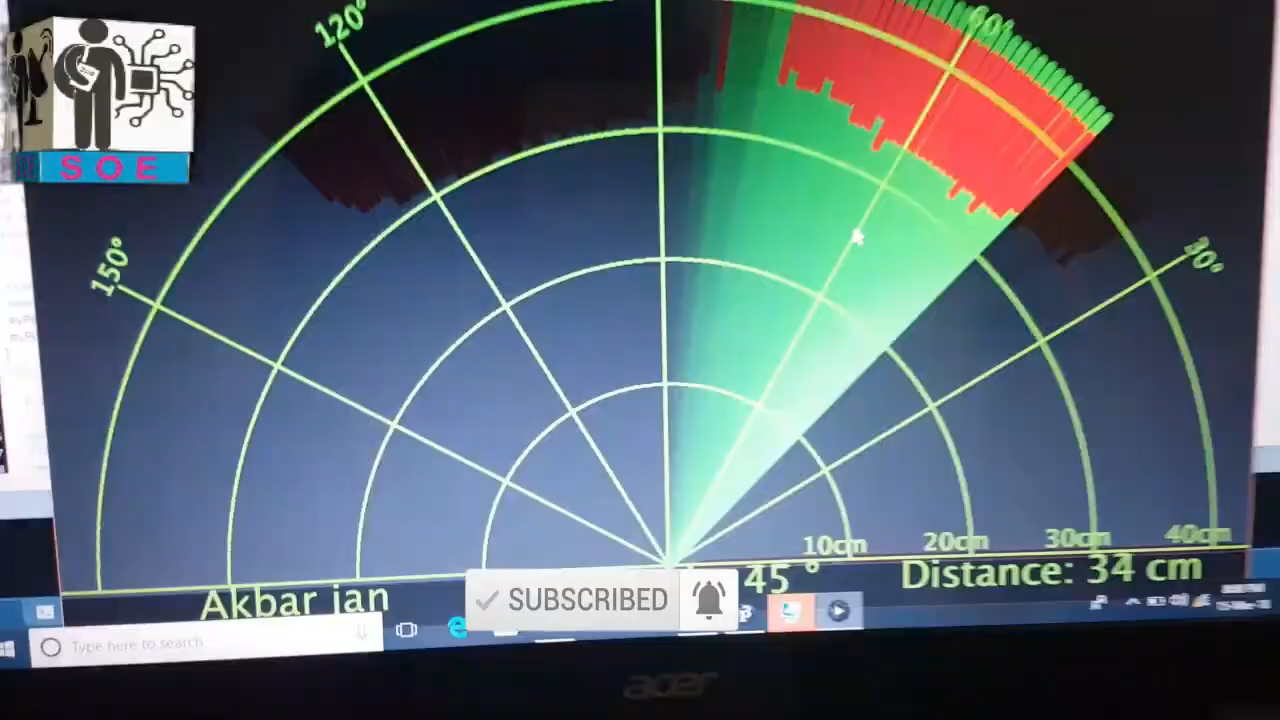 120°
60°
SOE
150°
30°
10cm
20cm
30cm
40cm
Akbar jan
45 °
Distance: 34 cm
SUBSCRIBED
Type here to search
acer